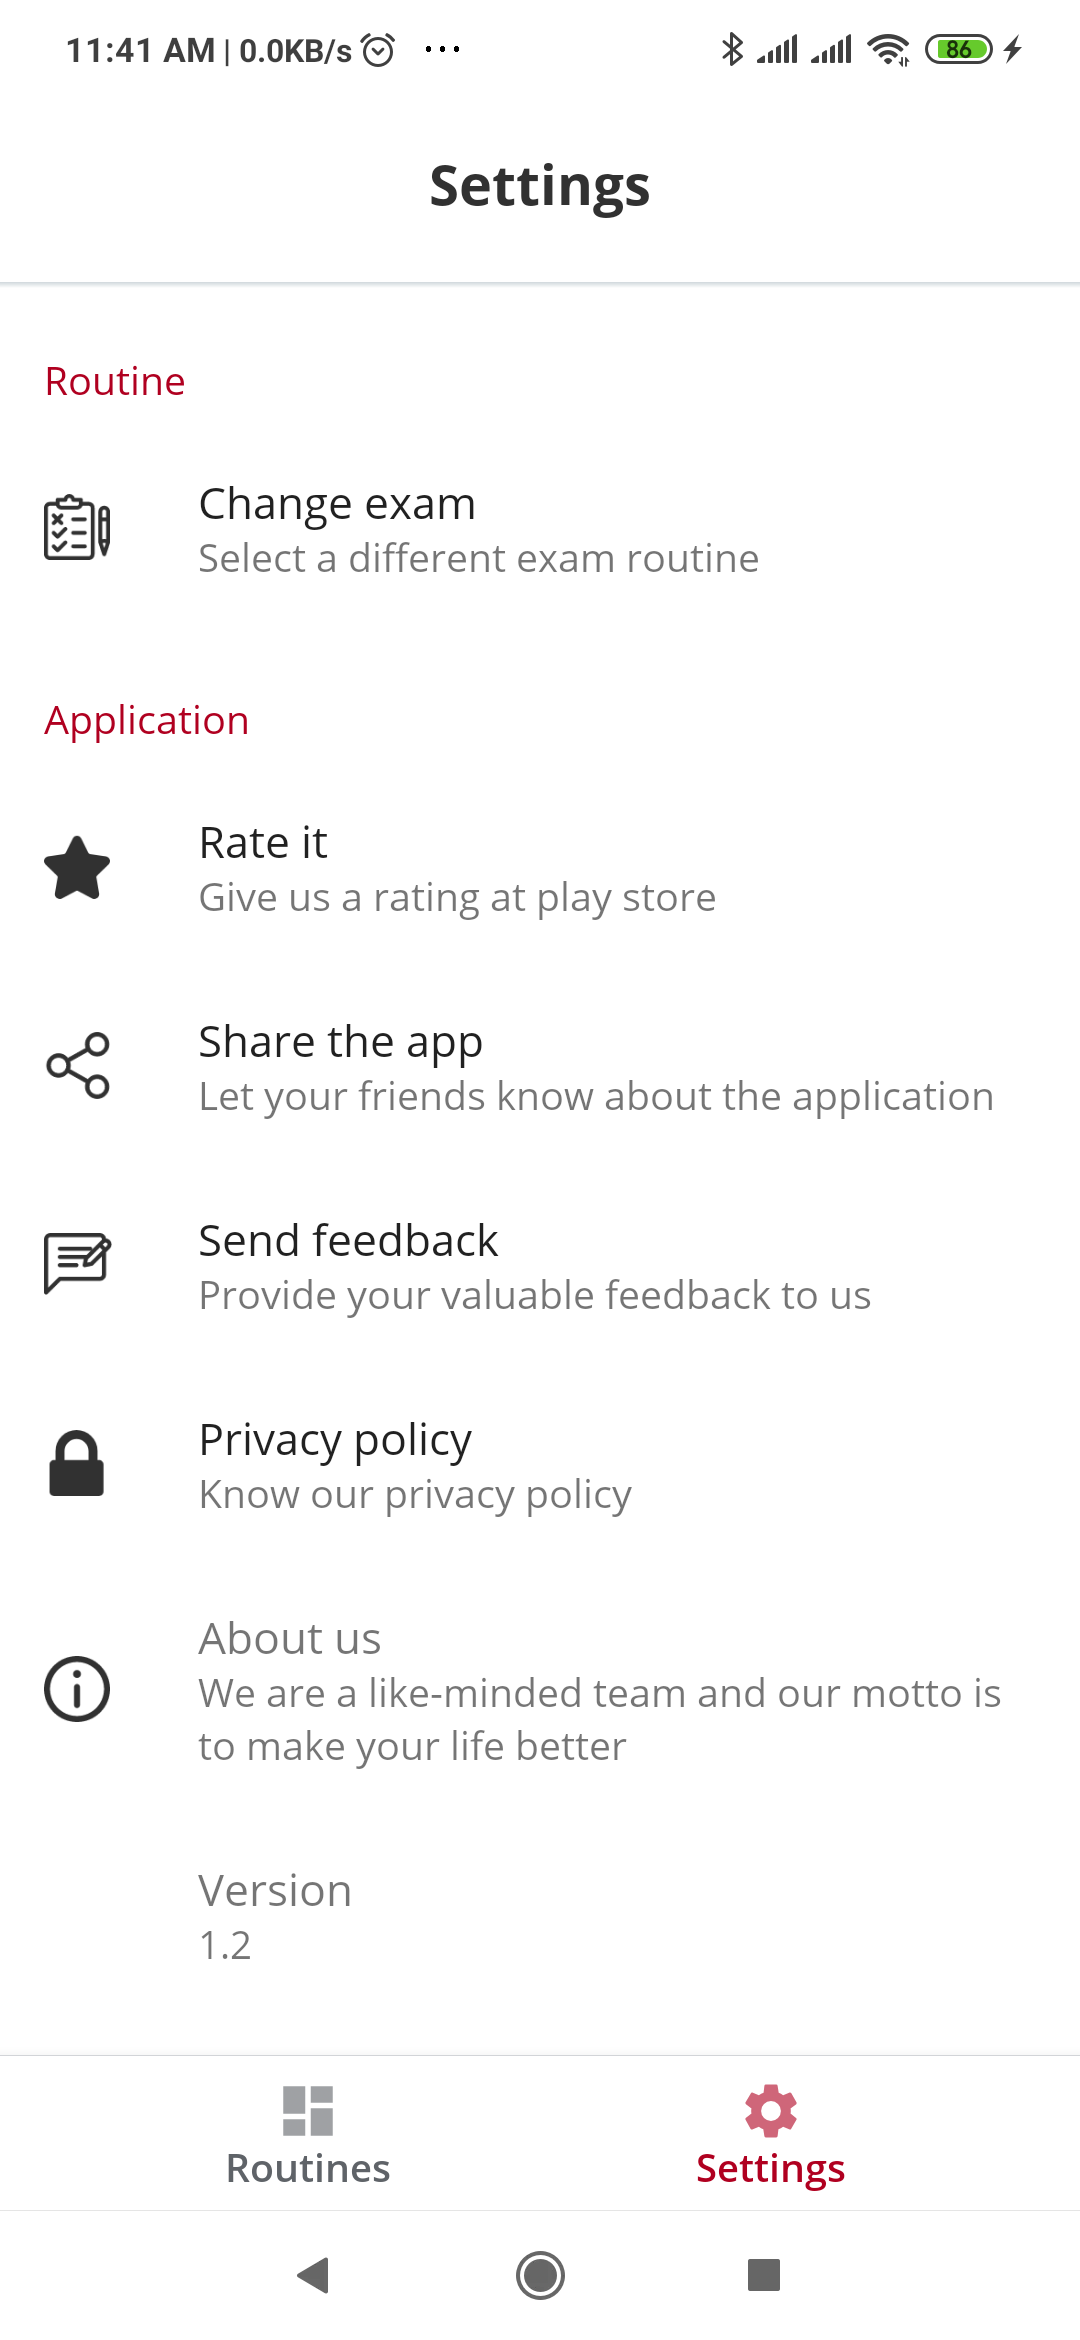 11:41 AM | 0.0KB/s ...
86
Settings
Routine
Change exam
Select a different exam routine
Application
Rate it
Give us a rating at play store
Share the app
Let your friends know about the application
Send feedback
Provide your valuable feedback to us
Privacy policy
Know our privacy policy
About us
We are a like-minded team and our motto is
to make your life better
Version
1.2
Routines
Settings